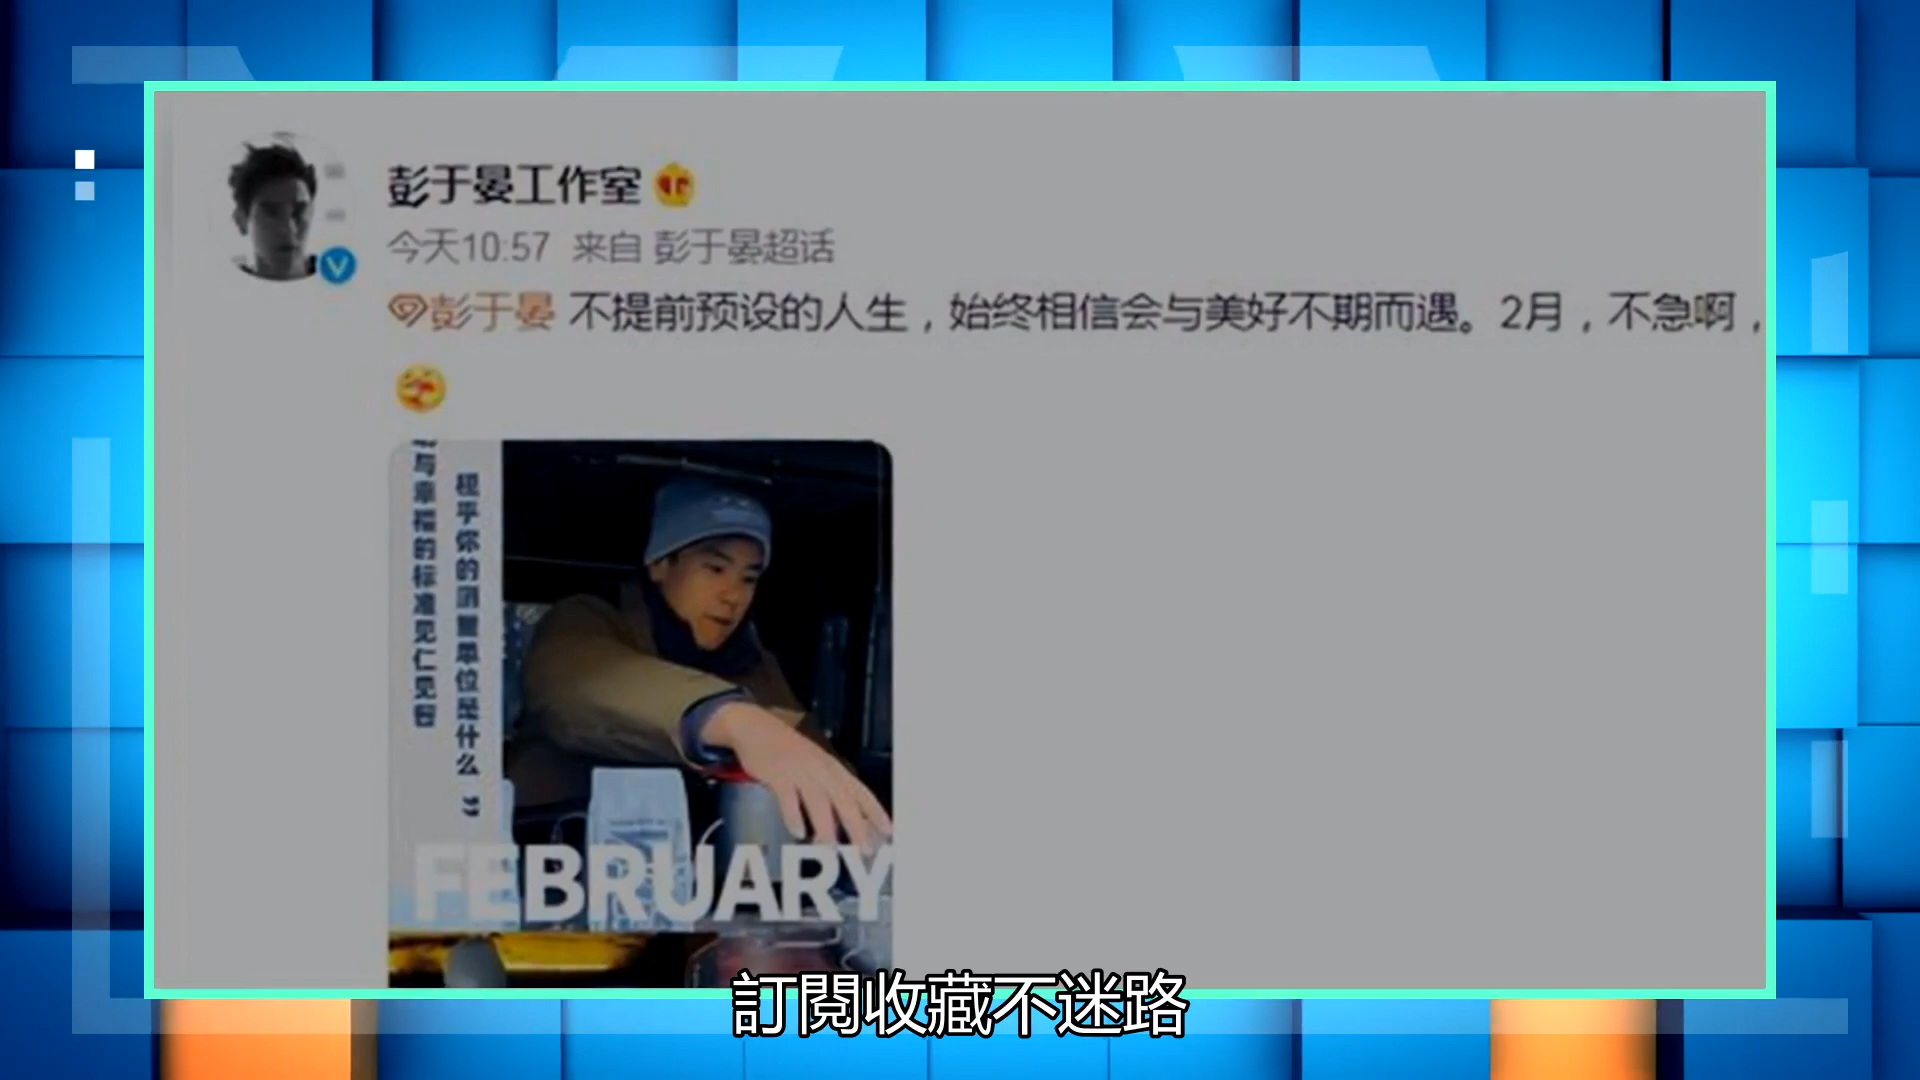 彭于晏工作室
今天10:57 来自 彭于晏超话
彭于晏 不提前预设的人生，始终相信会与美好不期而遇。2月，不急啊，
视乎你的测量单位是什么 ”
与幸福的标准见仁见智
FEBRUARY
訂閱收藏不迷路